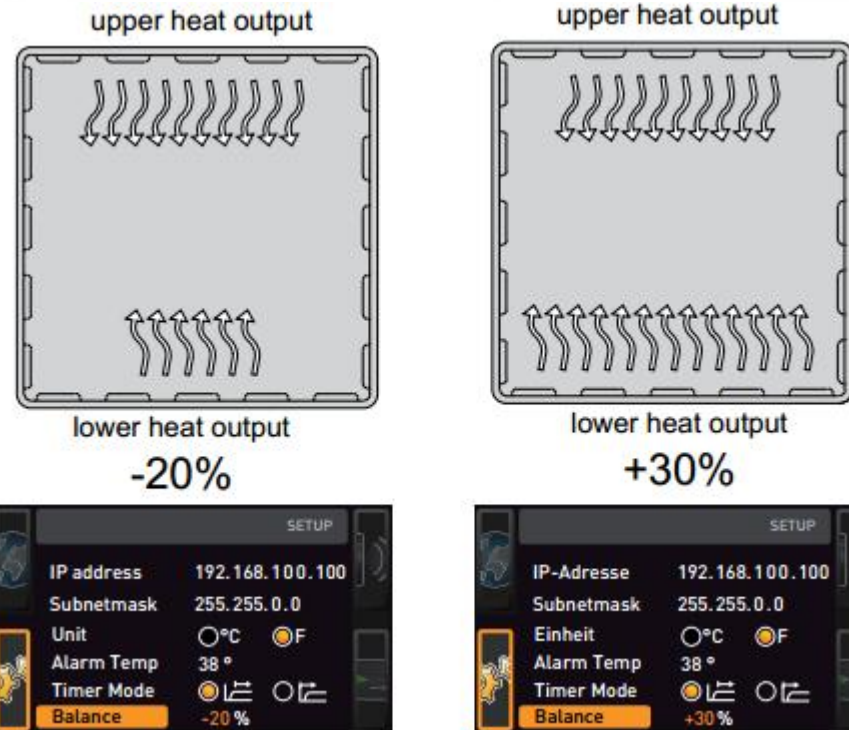 upper heat output
lower heat output
-20%
SETUP
IP address 192.168.100.100
Subnetmask 255.255.0.0
Unit °C F
Alarm Temp 38 °
Timer Mode
Balance -20 %
upper heat output
lower heat output
+30%
SETUP
IP-Adresse 192.168.100.100
Subnetmask 255.255.0.0
Einheit °C F
Alarm Temp 38 °
Timer Mode
Balance +30 %